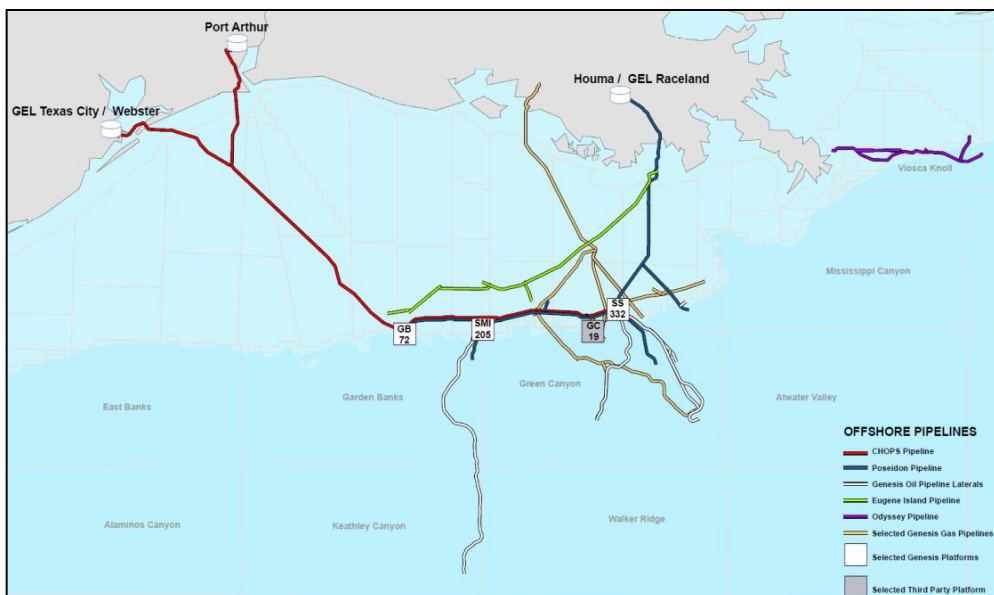 Port Arthur
Houma / GEL Raceland
GEL Texas City / Webster
Viosca Knoll
Mississippi Canyon
SS
332
GB
72
SMI
205
GC
19
Green Canyon
Garden Banks
Atwater Valley
East Banks
OFFSHORE PIPELINES
CHOPS Pipeline
Poseidon Pipeline
Genesis Oil Pipeline Laterals
Eugene Island Pipeline
Odyssey Pipeline
Selected Genesis Gas Pipelines
Selected Genesis Platforms
Selected Third Party Platform
Walker Ridge
Alaminos Canyon
Keathley Canyon